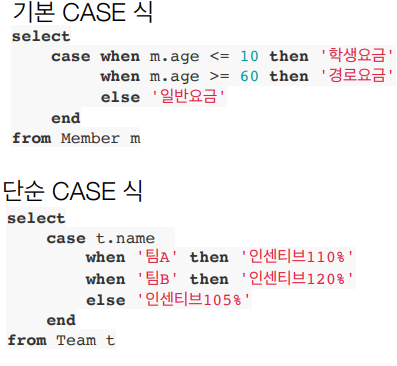 기본 CASE 식
select
case when m.age <= 10 then '학생요금'
when m.age >= 60 then '경로요금'
else '일반요금'
end
from Member m
단순 CASE 식
select
case t.name
when '팀A' then '인센티브110%'
when '팀B' then '인센티브120%'
else '인센티브105%'
end
from Team t